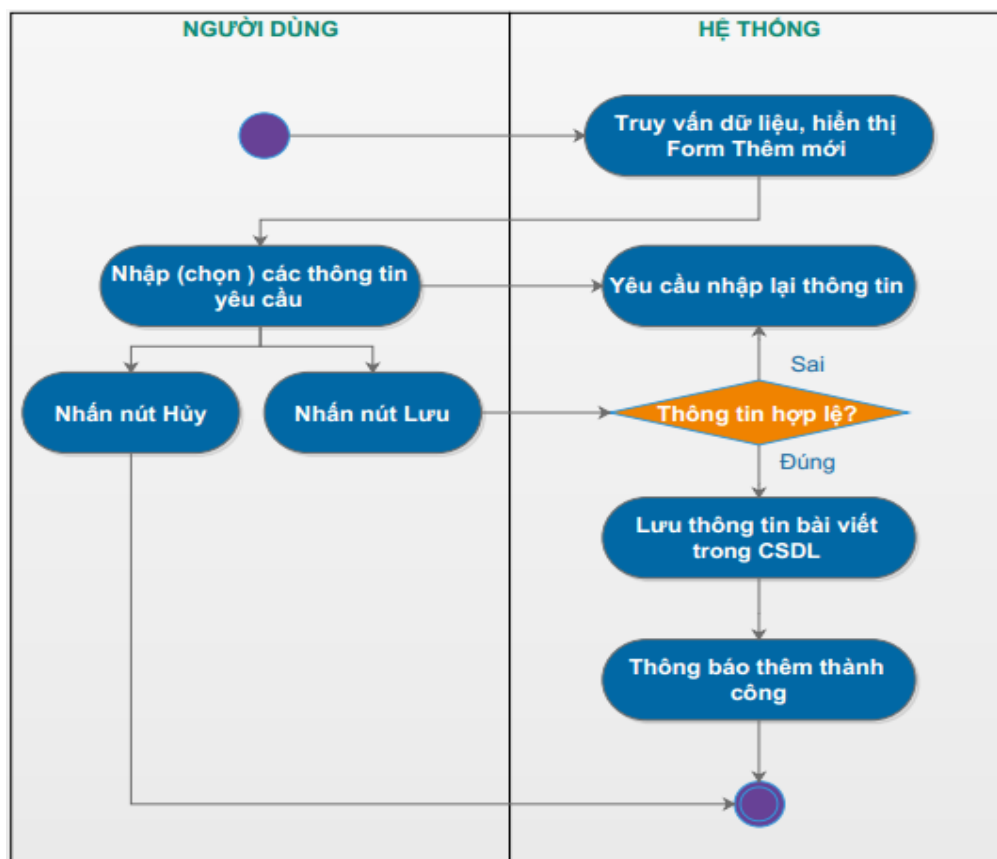 NGƯỜI DÙNG
HỆ THỐNG
Truy vấn dữ liệu, hiển thị
Form Thêm mới
Nhập (chọn ) các thông tin
yêu cầu
Yêu cầu nhập lại thông tin
Sai
Nhấn nút Hủy
Nhấn nút Lưu
Thông tin hợp lệ?
Đúng
Lưu thông tin bài viết
trong CSDL
Thông báo thêm thành
công